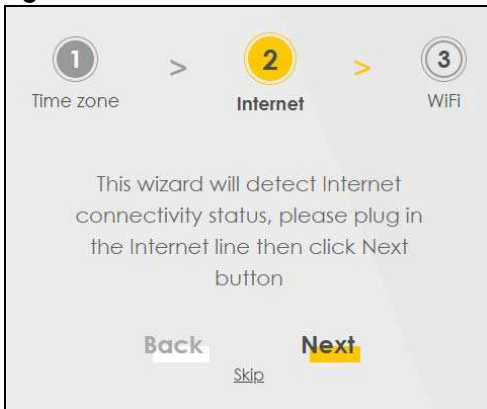 1 > 2 > 3
Time zone Internet WiFi
This wizard will detect Internet
connectivity status, please plug in
the Internet line then click Next
button
Back Next
Skip